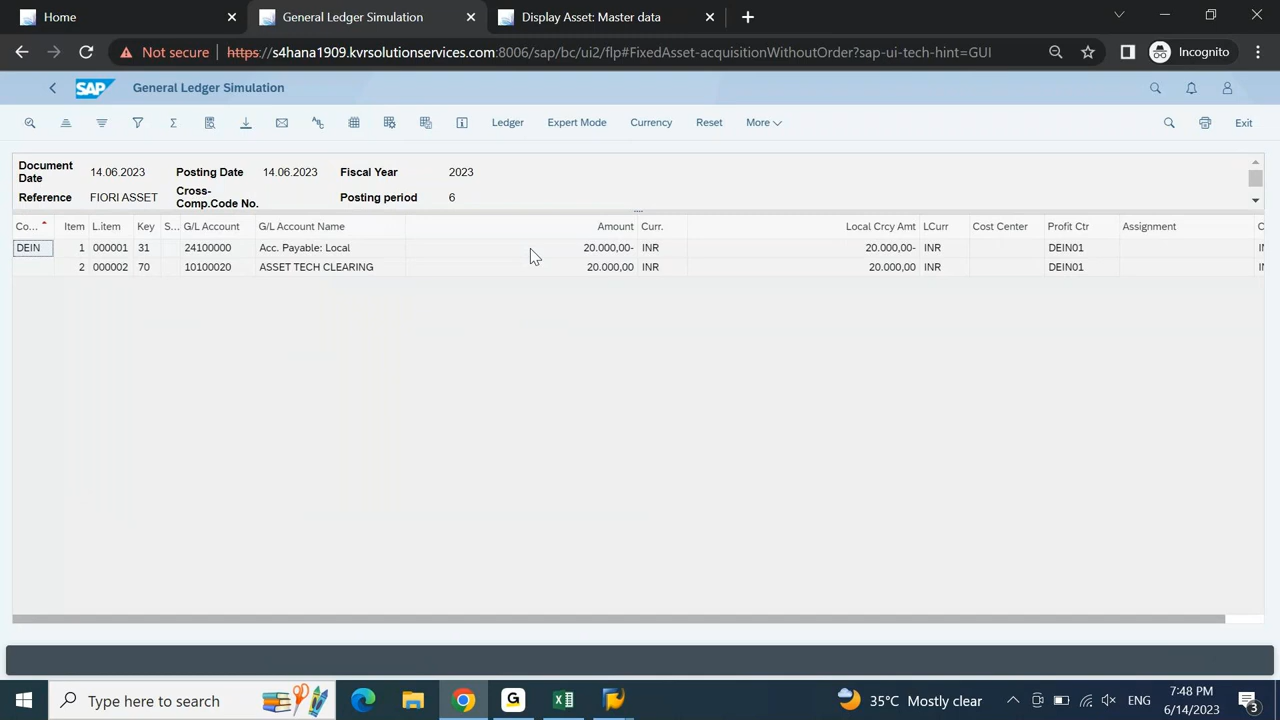 Home
General Ledger Simulation
Display Asset: Master data
Not secure
https://s4hana1909.kvrsolutionservices.com:8006/sap/bc/ui2/flp#FixedAsset-acquisitionWithoutOrder?sap-ui-tech-hint=GUI
Incognito
SAP General Ledger Simulation
Ledger Expert Mode Currency Reset More Exit
Document Date 14.06.2023 Posting Date 14.06.2023 Fiscal Year 2023
Reference FIORI ASSET Cross-Comp.Code No. Posting period 6
Co... Item L.item Key S... G/L Account G/L Account Name Amount Curr. Local Crcy Amt LCurr Cost Center Profit Ctr Assignment
DEIN 1 000001 31 24100000 Acc. Payable: Local 20.000,00- INR 20.000,00- INR DEIN01
2 000002 70 10100020 ASSET TECH CLEARING 20.000,00 INR 20.000,00 INR DEIN01
Type here to search
35°C Mostly clear
ENG
7:48 PM
6/14/2023
3